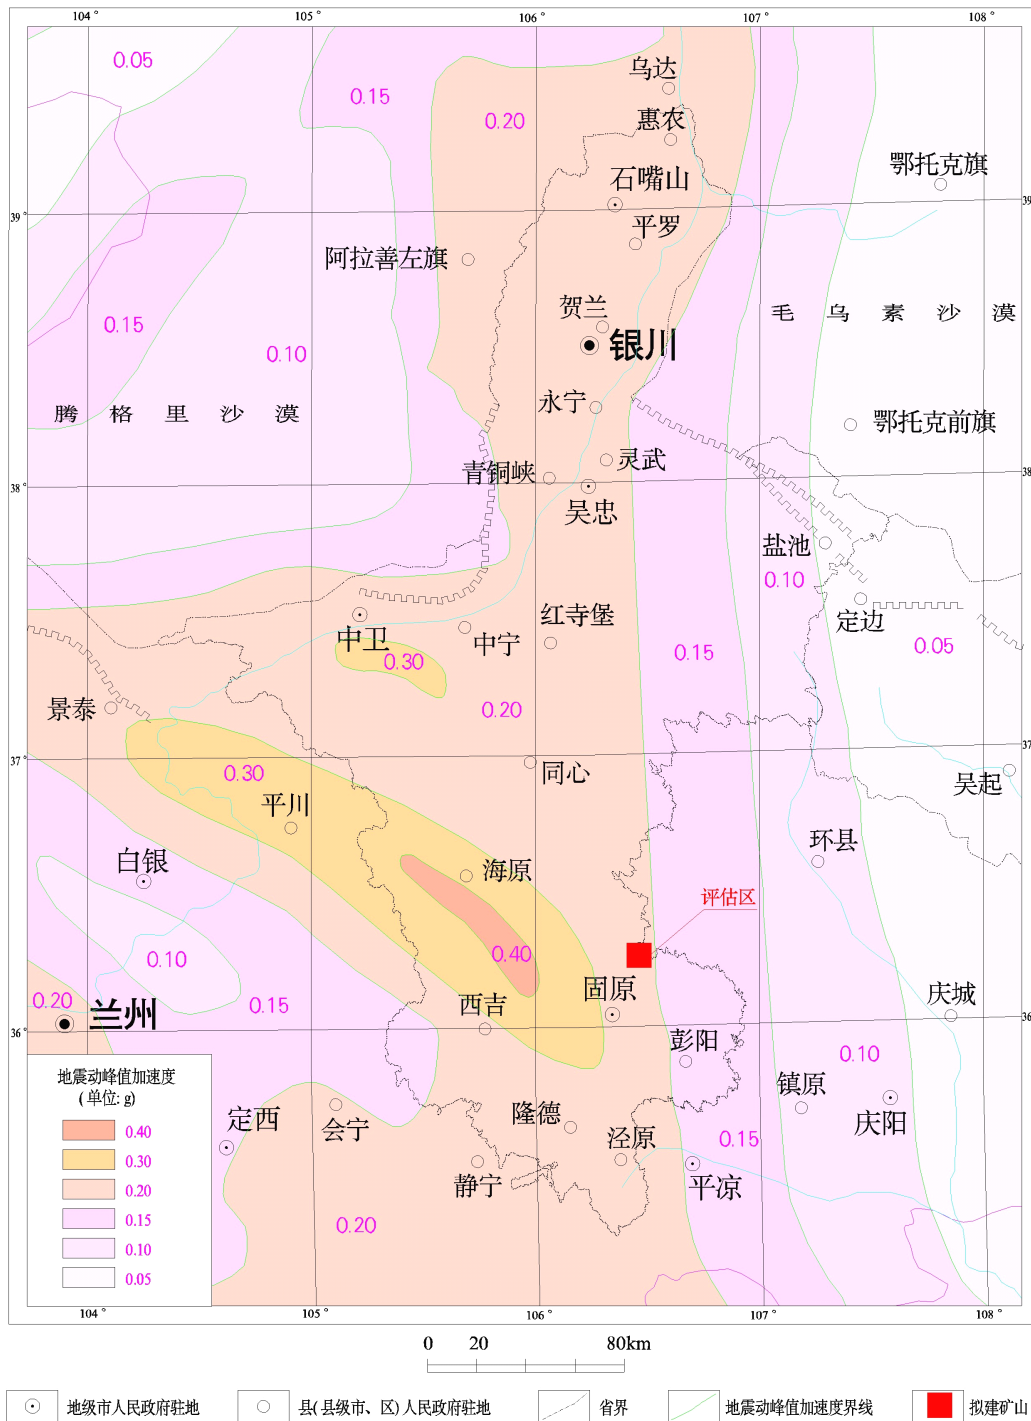 104°
105°
106°
107°
108°
0.05
0.15
0.20
乌达
惠农
鄂托克旗
石嘴山
39°
39
平罗
阿拉善左旗
贺兰
毛乌素沙漠
0.15
银川
0.10
永宁
腾格里沙漠
鄂托克前旗
灵武
青铜峡
38°
38
吴忠
盐池
0.10
红寺堡
定边
中卫
中宁
0.05
0.30
0.15
景泰
0.20
37°
37
0.30
同心
吴起
平川
环县
白银
海原
评估区
0.40
0.10
固原
庆城
0.20
兰州
0.15
西吉
36°
36
彭阳
0.10
地震动峰值加速度
(单位: g)
镇原
庆阳
定西
会宁
隆德
0.40
泾原
0.15
0.30
静宁
平凉
0.20
0.20
0.15
0.10
0.05
104°
105°
106°
107°
108°
0 20 80km
地级市人民政府驻地
县(县级市、区)人民政府驻地
省界
地震动峰值加速度界线
拟建矿山